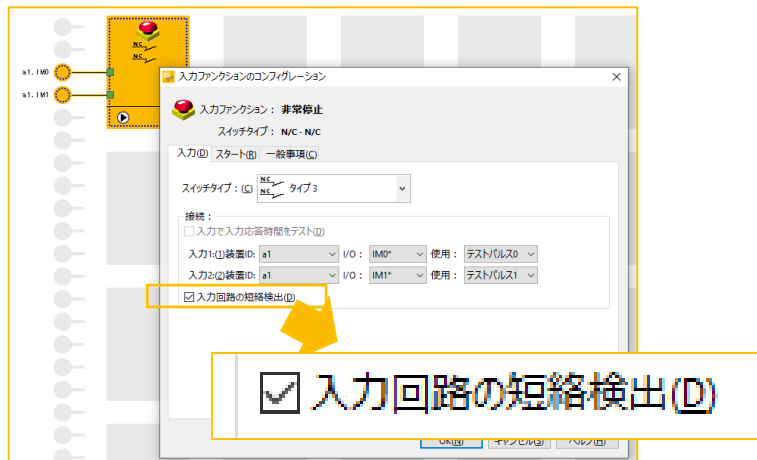 NC
NC
a1.IM0
a1.IM1
入力ファンクションのコンフィグレーション
入力ファンクション： 非常停止
スイッチタイプ： N/C - N/C
入力(O) スタート(R) 一般事項(C)
スイッチタイプ：(C) NC NC タイプ3
接続：
入力で入力応答時間をテスト(D)
入力1:(1)装置ID: a1 I/O： IM0* 使用： テストパルス0
入力2:(2)装置ID: a1 I/O： IM1* 使用： テストパルス1
入力回路の短絡検出(D)
入力回路の短絡検出(D)
OK(N) キャンセル(S) ヘルプ(H)